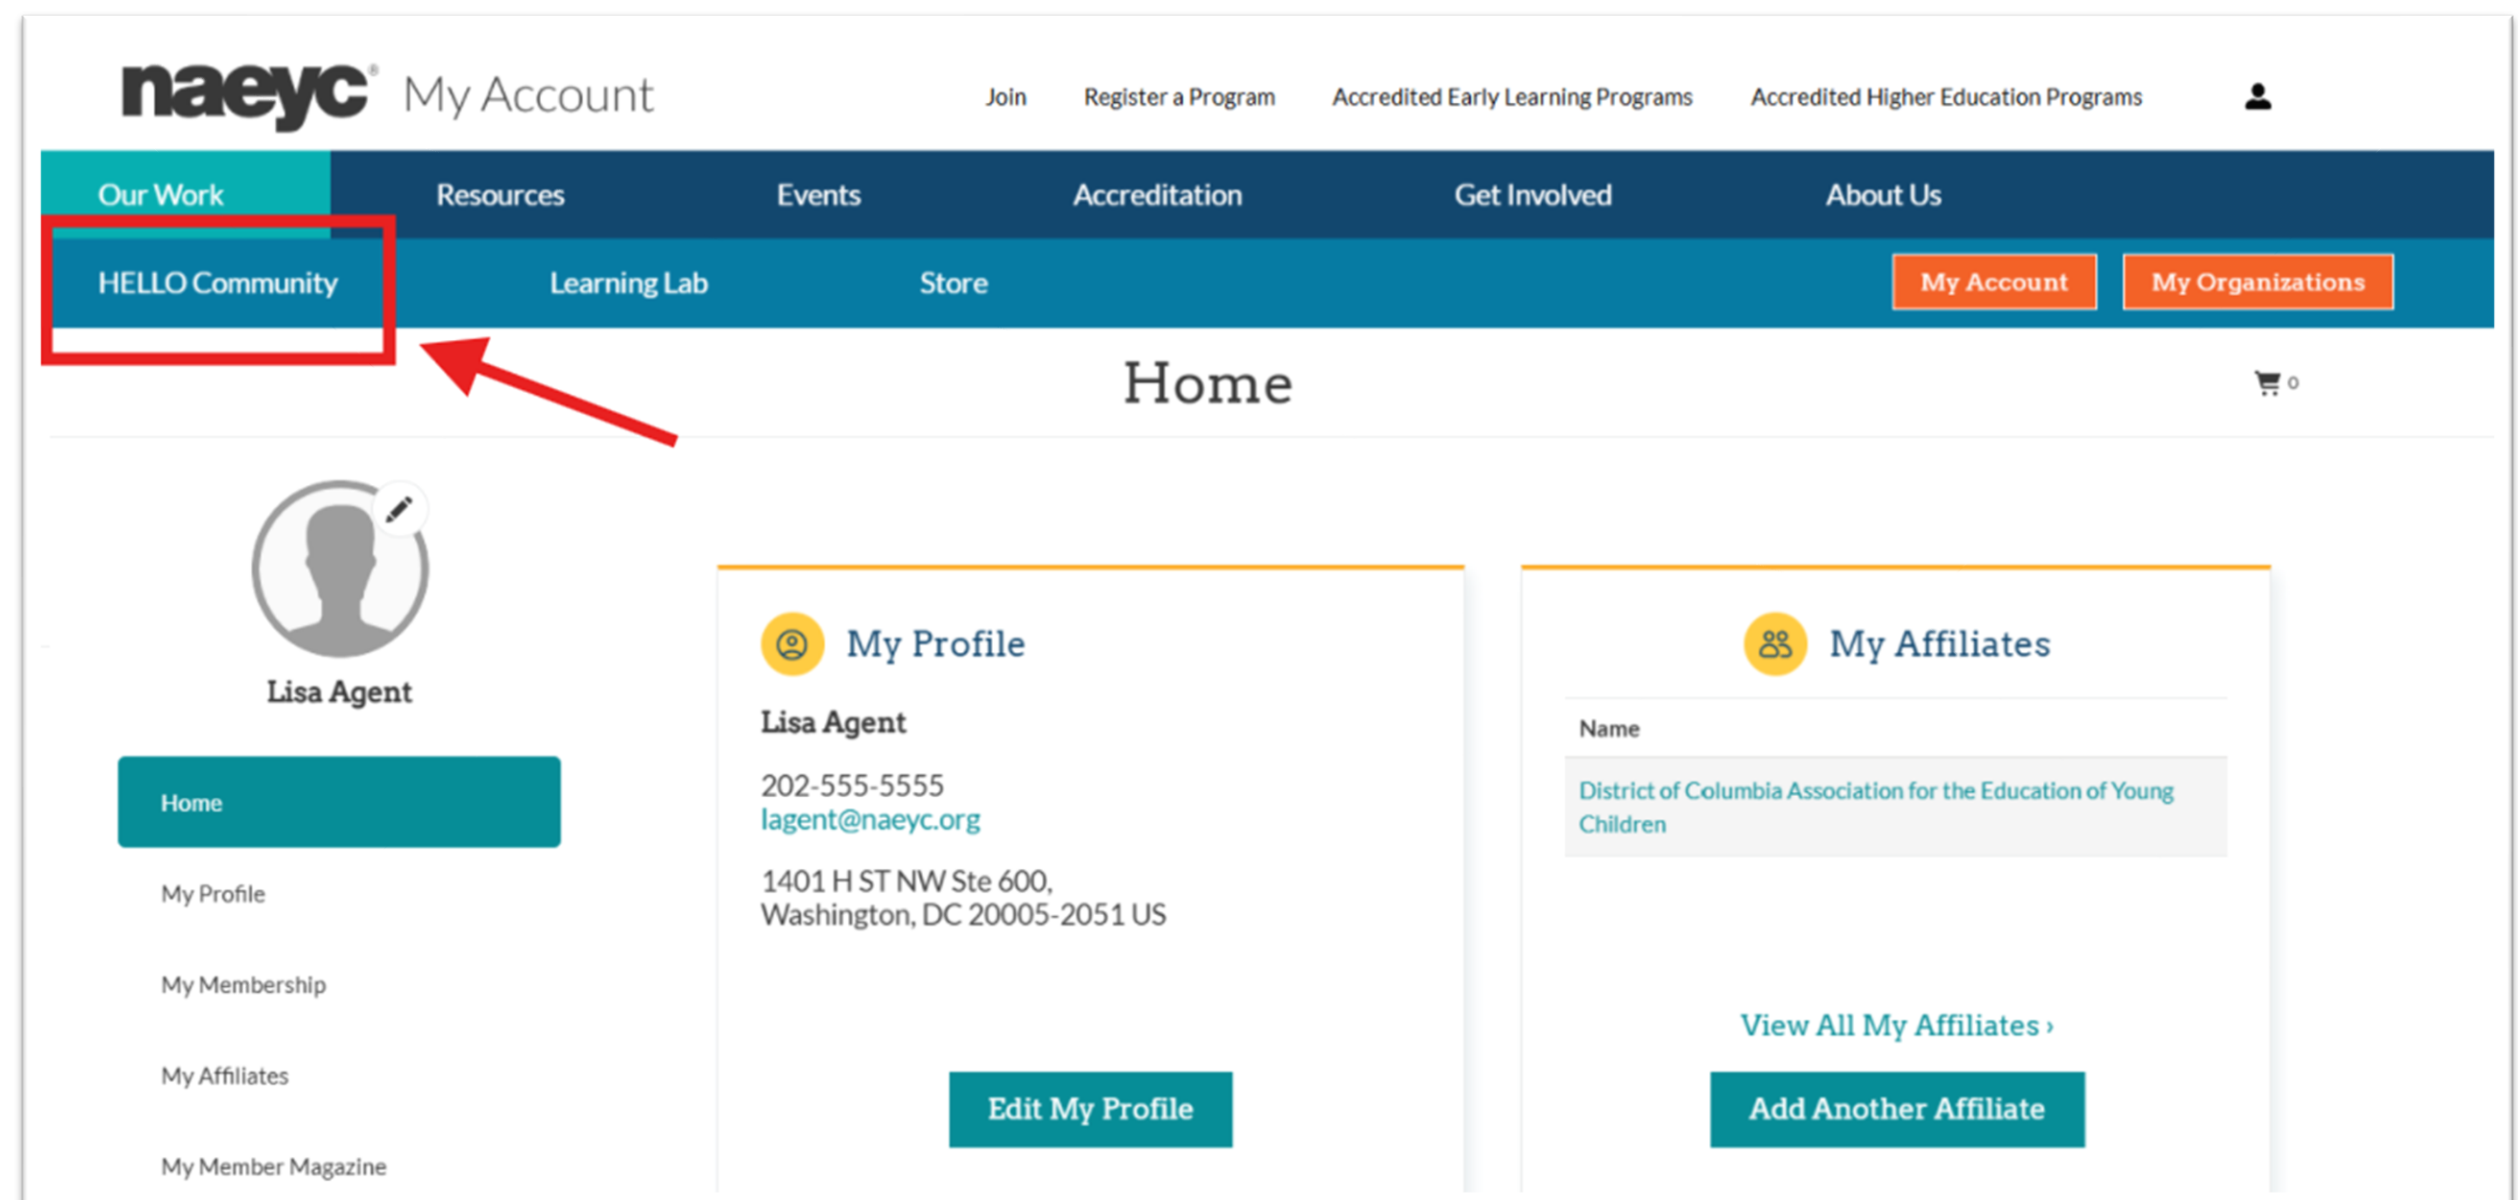 naeyc® My Account
Join Register a Program Accredited Early Learning Programs Accredited Higher Education Programs
Our Work Resources Events Accreditation Get Involved About Us
HELLO Community Learning Lab Store My Account My Organizations
Home
0
Lisa Agent
Home
My Profile
My Membership
My Affiliates
My Member Magazine
My Profile
Lisa Agent
202-555-5555
lagent@naeyc.org
1401 H ST NW Ste 600,
Washington, DC 20005-2051 US
Edit My Profile
My Affiliates
Name
District of Columbia Association for the Education of Young
Children
View All My Affiliates ›
Add Another Affiliate